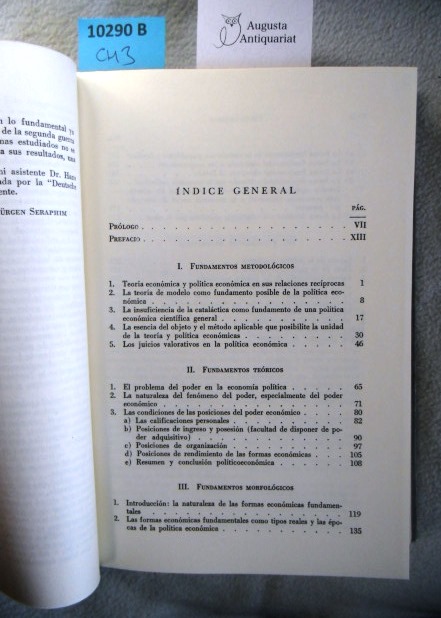 10290 B
CH3
Augusta
Antiquariat
n lo fundamental ya
de la segunda guerra
mas estudiados no se
a sus resultados, una
mi asistente Dr. Hans
ada por la "Deutsche
ente.
ÜRGEN SERAPHIM
ÍNDICE GENERAL
PÁG.
PRÓLOGO . . . . . . . . . . . . . . . . . VII
PREFACIO . . . . . . . . . . . . . . . . . XIII
I. FUNDAMENTOS METODOLÓGICOS
1. Teoría económica y política económica en sus relaciones recíprocas 1
2. La teoría de modelo como fundamento posible de la política eco-
nómica . . . . . . . . . . . . . . . . . 8
3. La insuficiencia de la cataláctica como fundamento de una política
económica científica general . . . . . . . . . 17
4. La esencia del objeto y el método aplicable que posibilite la unidad
de la teoría y política económicas . . . . . . . . 30
5. Los juicios valorativos en la política económica . . . . . 46
II. FUNDAMENTOS TEÓRICOS
1. El problema del poder en la economía política . . . . . 65
2. La naturaleza del fenómeno del poder, especialmente del poder
económico . . . . . . . . . . . . . . . . 71
3. Las condiciones de las posiciones del poder económico . . . 80
a) Las calificaciones personales . . . . . . . . . 82
b) Posiciones de ingreso y posesión (facultad de disponer de po-
der adquisitivo) . . . . . . . . . . . . . 90
c) Posiciones de organización . . . . . . . . . . 97
d) Posiciones de rendimiento de las formas económicas . . . 105
e) Resumen y conclusión politicoeconómica . . . . . . 108
III. FUNDAMENTOS MORFOLÓGICOS
1. Introducción: la naturaleza de las formas económicas fundamen-
tales . . . . . . . . . . . . . . . . . 119
2. Las formas económicas fundamentales como tipos reales y las épo-
cas de la política económico . . . . . . . . . 135